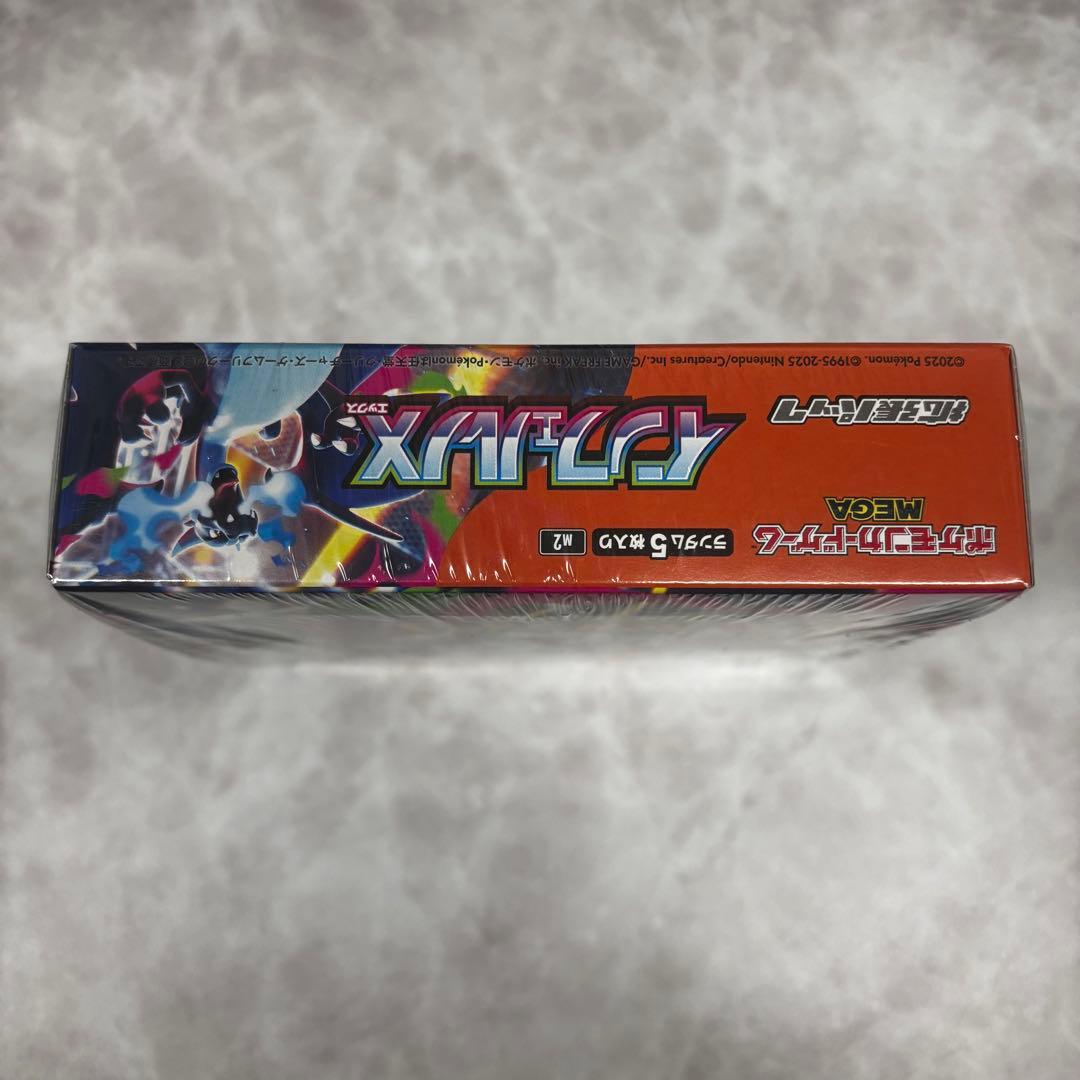 ポケモンカードゲーム
MEGA
ランダム5枚入り
M2
拡張パック
インフェルノX
エックス
©2025 Pokémon. ©1995-2025 Nintendo/Creatures Inc./GAME FREAK inc. ポケモン・Pokémonは任天堂・クリーチャーズ・ゲームフリークの